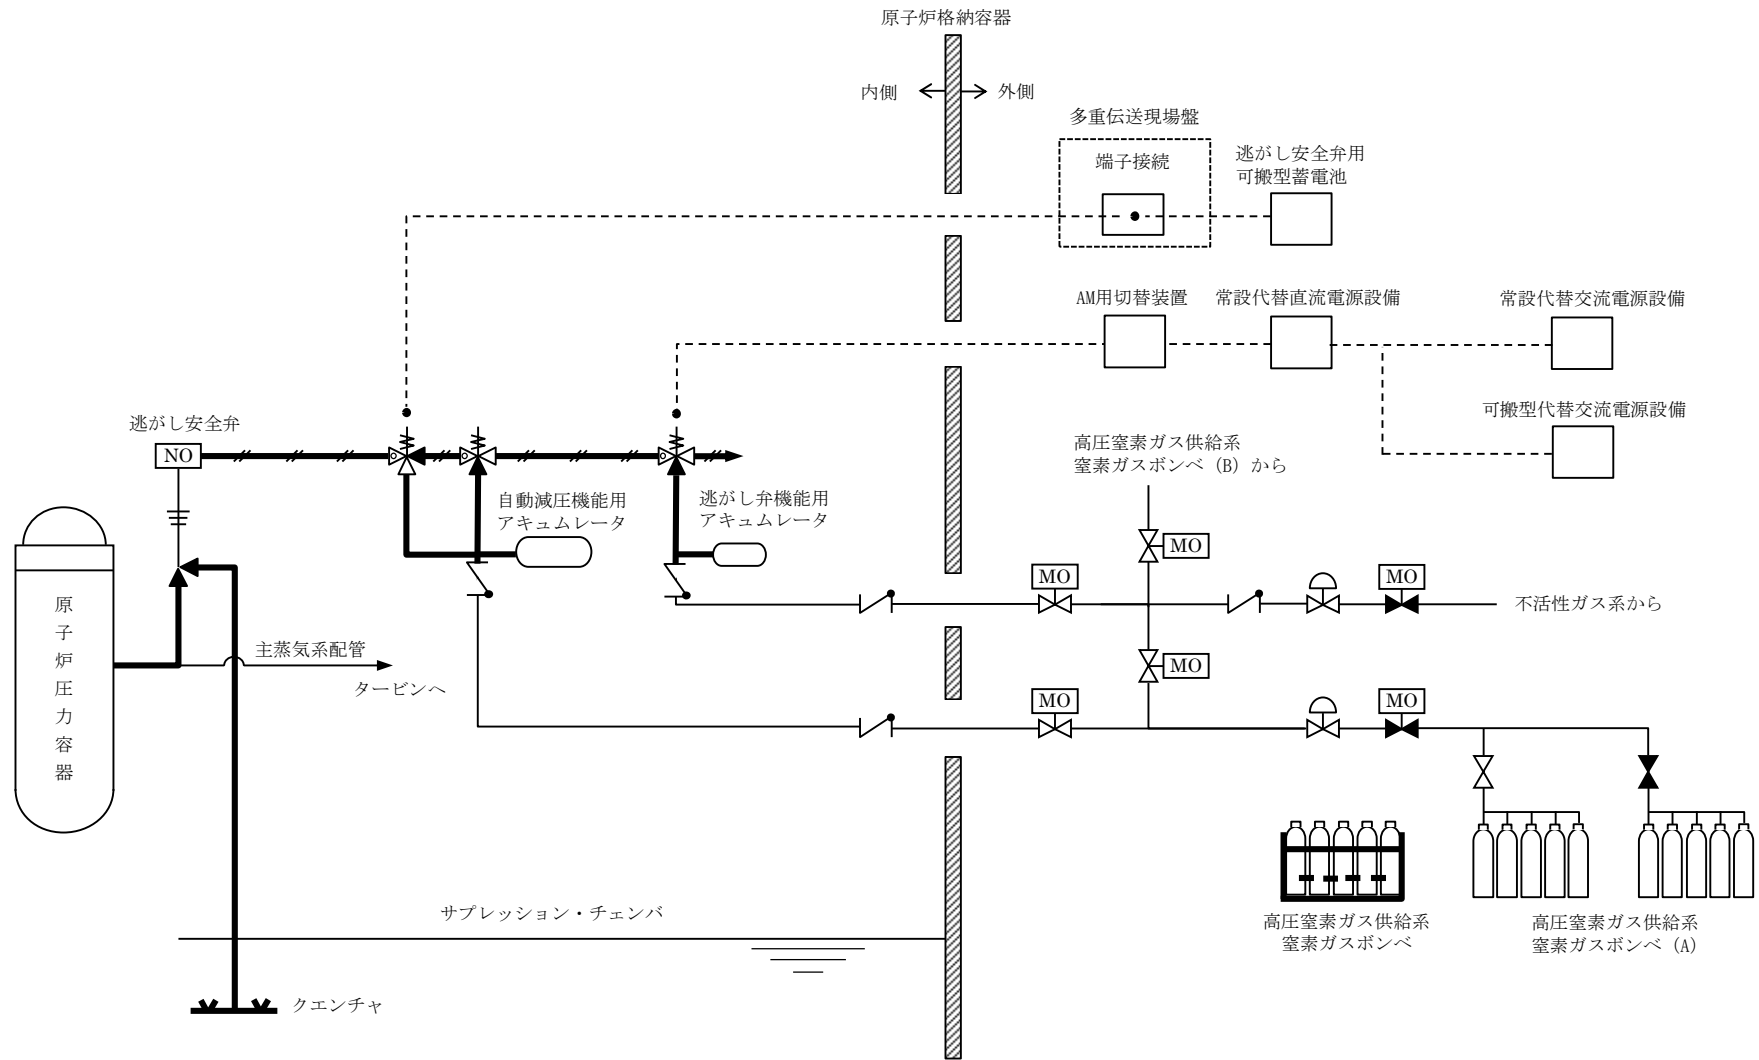 原子炉格納容器
内側
外側
多重伝送現場盤
端子接続
逃がし安全弁用
可搬型蓄電池
AM用切替装置
常設代替直流電源設備
常設代替交流電源設備
可搬型代替交流電源設備
逃がし安全弁
NO
高圧窒素ガス供給系
窒素ガスボンベ（B）から
自動減圧機能用
アキュムレータ
逃がし弁機能用
アキュムレータ
MO
MO
MO
不活性ガス系から
原子炉圧力容器
主蒸気系配管
タービンへ
MO
MO
MO
サプレッション・チェンバ
高圧窒素ガス供給系
窒素ガスボンベ
高圧窒素ガス供給系
窒素ガスボンベ（A）
クエンチャ